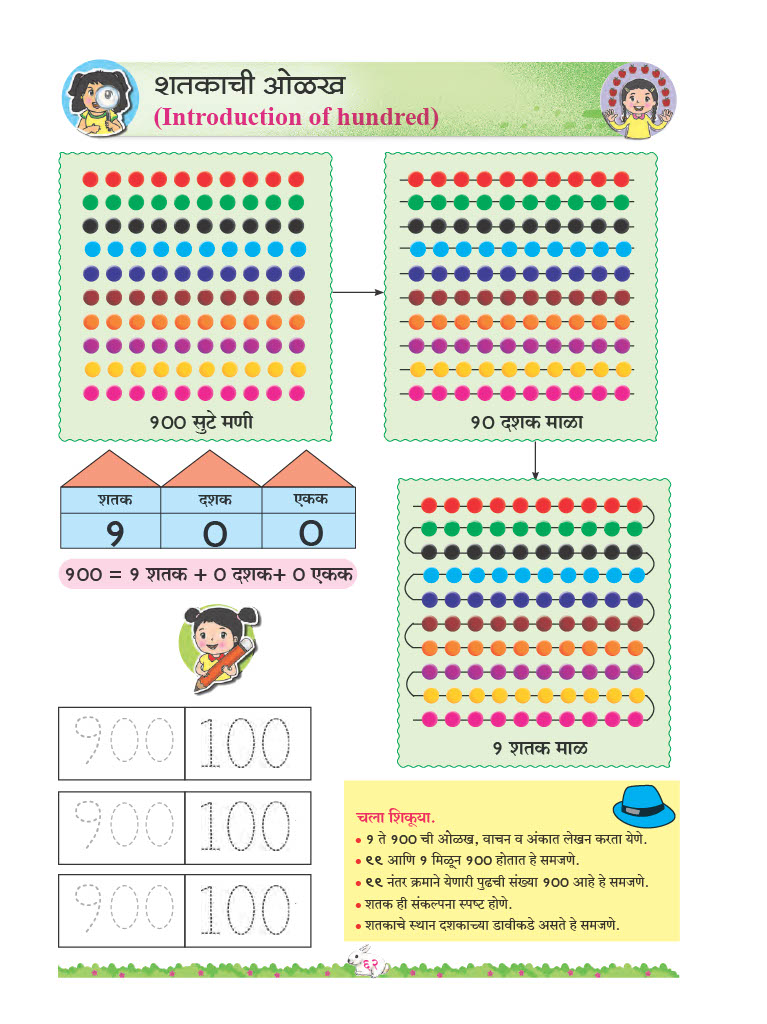 शतकाची ओळख
(Introduction of hundred)
१०० सुटे मणी
१० दशक माळा
शतक दशक एकक
१ ० ०
१०० = १ शतक + ० दशक+ ० एकक
१ शतक माळ
१०० 100
१०० 100
१०० 100
चला शिकूया.
• १ ते १०० ची ओळख, वाचन व अंकात लेखन करता येणे.
• ९९ आणि १ मिळून १०० होतात हे समजणे.
• ९९ नंतर क्रमाने येणारी पुढची संख्या १०० आहे हे समजणे.
• शतक ही संकल्पना स्पष्ट होणे.
• शतकाचे स्थान दशकाच्या डावीकडे असते हे समजणे.
६२